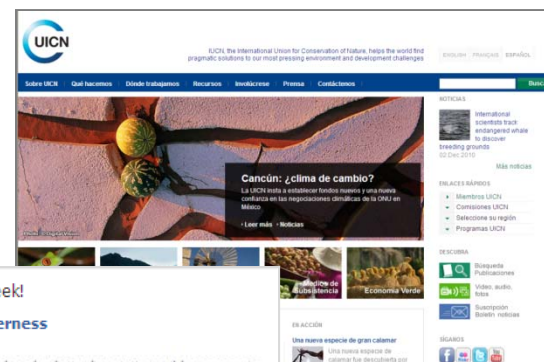 UICN
IUCN, the International Union for Conservation of Nature, helps the world find
pragmatic solutions to our most pressing environment and development challenges
ENGLISH FRANÇAIS ESPAÑOL
Sobre UICN Qué hacemos Dónde trabajamos Recursos Involúcrese Prensa Contáctenos
Busca
NOTICIAS
International
scientists track
endangered whale
to discover
breeding grounds
02 Dec 2010
Más noticias
Cancún: ¿clima de cambio?
La UICN insta a establecer fondos nuevos y una nueva
confianza en las negociaciones climáticas de la ONU en
México
Leer más Noticias
ENLACES RÁPIDOS
Miembros UICN
Comisiones UICN
Seleccione su región
Programas UICN
Medios de
Subsistencia
Economía Verde
DESCUBRA
Búsqueda
Publicaciones
Video, audio,
fotos
Suscripción
Boletín noticias
eek!
erness
EN ACCIÓN
Una nueva especie de gran calamar
Una nueva especie de
calamar fue descubierta por
SÍGANOS